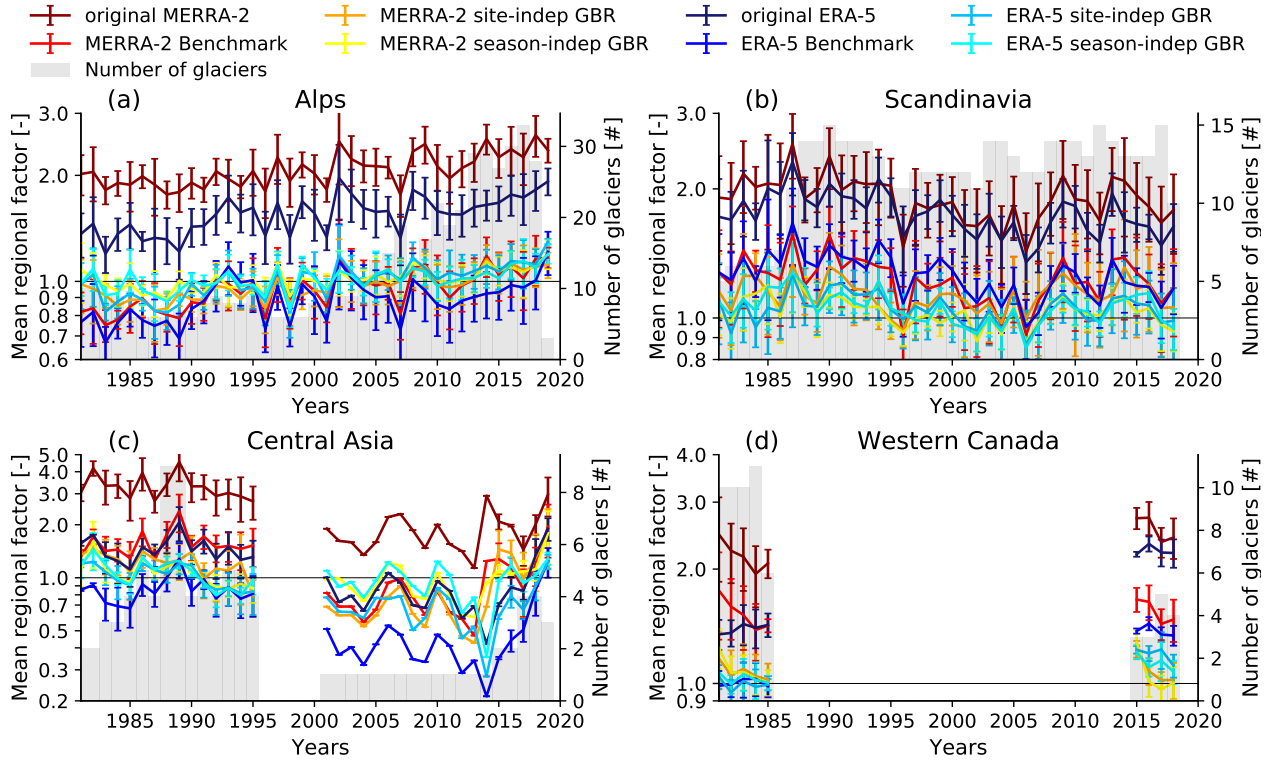 original MERRA-2
MERRA-2 Benchmark
Number of glaciers
MERRA-2 site-indep GBR
MERRA-2 season-indep GBR
original ERA-5
ERA-5 Benchmark
ERA-5 site-indep GBR
ERA-5 season-indep GBR
(a) Alps
Mean regional factor [-]
3.0
2.0
1.0
0.9
0.8
0.7
0.6
Number of glaciers [#]
30
20
10
0
1985 1990 1995 2000 2005 2010 2015 2020
Years
(b) Scandinavia
Mean regional factor [-]
3.0
2.0
1.0
0.9
0.8
Number of glaciers [#]
15
10
5
0
1985 1990 1995 2000 2005 2010 2015 2020
Years
(c) Central Asia
Mean regional factor [-]
5.0
4.0
3.0
2.0
1.0
0.7
0.5
0.3
0.2
Number of glaciers [#]
8
6
4
2
0
1985 1990 1995 2000 2005 2010 2015 2020
Years
(d) Western Canada
Mean regional factor [-]
4.0
3.0
2.0
1.0
0.9
Number of glaciers [#]
10
8
6
4
2
0
1985 1990 1995 2000 2005 2010 2015 2020
Years